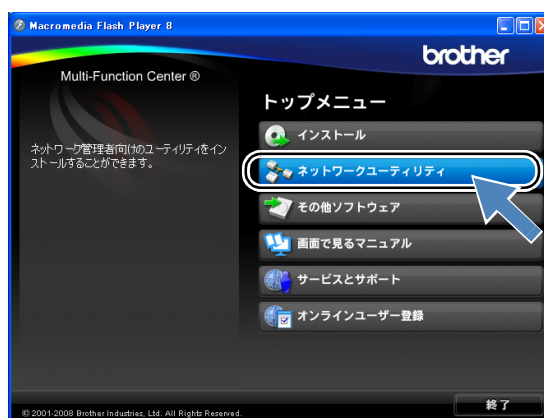 Macromedia Flash Player 8
brother
Multi-Function Center ®
トップメニュー
ネットワーク管理者向けのユーティリティをイン
ストールすることができます。
インストール
ネットワークユーティリティ
その他ソフトウェア
画面で見るマニュアル
サービスとサポート
オンラインユーザー登録
© 2001-2008 Brother Industries, Ltd. All Rights Reserved.
終了